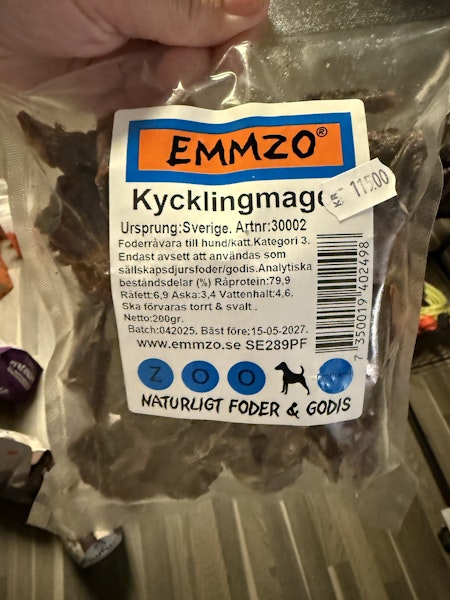 EMMZO®
Kycklingmag
KR 115:00
Ursprung:Sverige. Artnr:30002
Foderråvara till hund/katt.Kategori 3.
Endast avsett att användas som
sällskapsdjursfoder/godis.Analytiska
beståndsdelar (%) Råprotein:79,9
Råfett:6,9 Aska:3,4 Vattenhalt:4,6.
Ska förvaras torrt & svalt.
Netto:200gr.
Batch:042025. Bäst före:15-05-2027.
www.emmzo.se SE289PF
7 350019 402498
ZOO
NATURLIGT FODER & GODIS